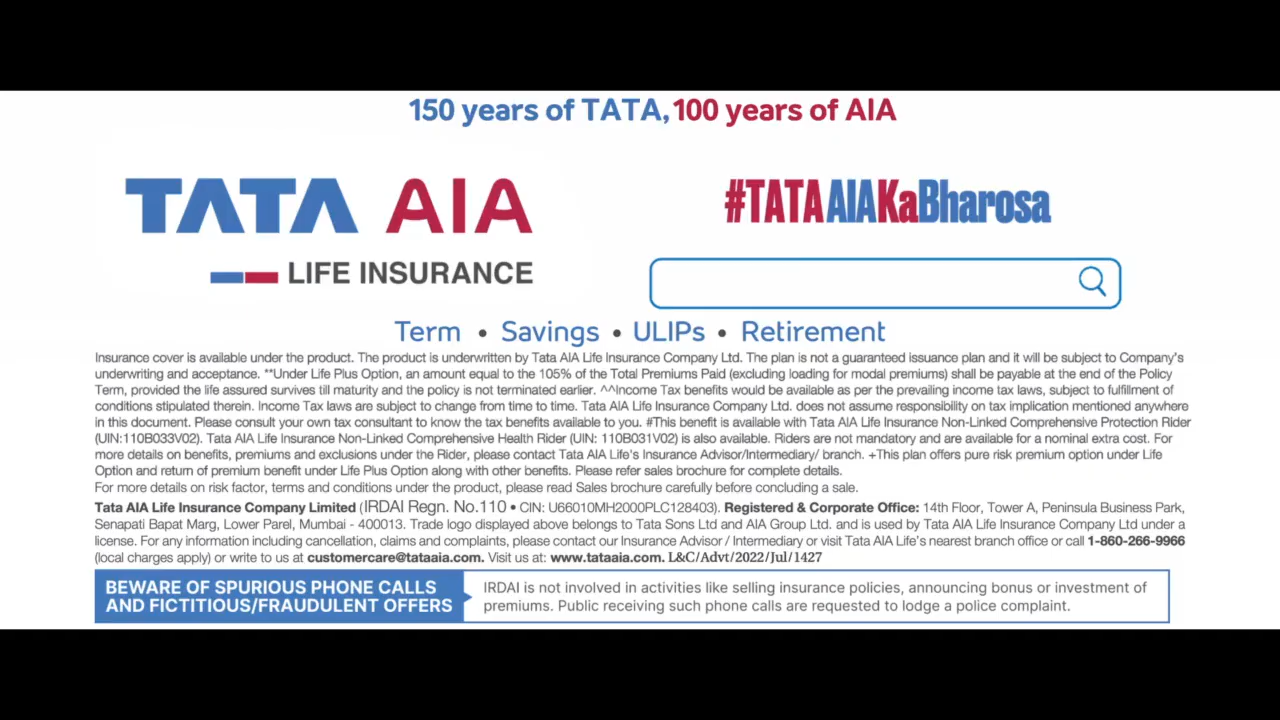 150 years of TATA, 100 years of AIA
TATA AIA
LIFE INSURANCE
#TATAAIAKaBharosa
Term • Savings • ULIPs • Retirement
Insurance cover is available under the product. The product is underwritten by Tata AIA Life Insurance Company Ltd. The plan is not a guaranteed issuance plan and it will be subject to Company's
underwriting and acceptance. **Under Life Plus Option, an amount equal to the 105% of the Total Premiums Paid (excluding loading for modal premiums) shall be payable at the end of the Policy
Term, provided the life assured survives till maturity and the policy is not terminated earlier. ^^Income Tax benefits would be available as per the prevailing income tax laws, subject to fulfillment of
conditions stipulated therein. Income Tax laws are subject to change from time to time. Tata AIA Life Insurance Company Ltd. does not assume responsibility on tax implication mentioned anywhere
in this document. Please consult your own tax consultant to know the tax benefits available to you. #This benefit is available with Tata AIA Life Insurance Non-Linked Comprehensive Protection Rider
(UIN:110B033V02). Tata AIA Life Insurance Non-Linked Comprehensive Health Rider (UIN: 110B031V02) is also available. Riders are not mandatory and are available for a nominal extra cost. For
more details on benefits, premiums and exclusions under the Rider, please contact Tata AIA Life's Insurance Advisor/Intermediary/ branch. +This plan offers pure risk premium option under Life
Option and return of premium benefit under Life Plus Option along with other benefits. Please refer sales brochure for complete details.
For more details on risk factor, terms and conditions under the product, please read Sales brochure carefully before concluding a sale.
Tata AIA Life Insurance Company Limited (IRDAI Regn. No.110 • CIN: U66010MH2000PLC128403). Registered & Corporate Office: 14th Floor, Tower A, Peninsula Business Park,
Senapati Bapat Marg, Lower Parel, Mumbai - 400013. Trade logo displayed above belongs to Tata Sons Ltd and AIA Group Ltd. and is used by Tata AIA Life Insurance Company Ltd under a
license. For any information including cancellation, claims and complaints, please contact our Insurance Advisor / Intermediary or visit Tata AIA Life's nearest branch office or call 1-860-266-9966
(local charges apply) or write to us at customercare@tataaia.com. Visit us at: www.tataaia.com. L&C/Advt/2022/Jul/1427
BEWARE OF SPURIOUS PHONE CALLS
AND FICTITIOUS/FRAUDULENT OFFERS
IRDAI is not involved in activities like selling insurance policies, announcing bonus or investment of
premiums. Public receiving such phone calls are requested to lodge a police complaint.